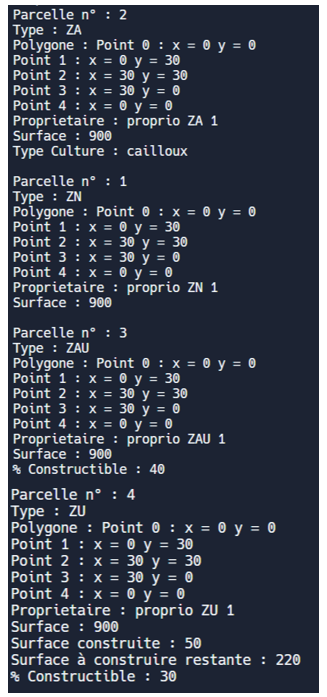 Parcelle n° : 2
Type : ZA
Polygone : Point 0 : x = 0 y = 0
Point 1 : x = 0 y = 30
Point 2 : x = 30 y = 30
Point 3 : x = 30 y = 0
Point 4 : x = 0 y = 0
Proprietaire : proprio ZA 1
Surface : 900
Type Culture : cailloux
Parcelle n° : 1
Type : ZN
Polygone : Point 0 : x = 0 y = 0
Point 1 : x = 0 y = 30
Point 2 : x = 30 y = 30
Point 3 : x = 30 y = 0
Point 4 : x = 0 y = 0
Proprietaire : proprio ZN 1
Surface : 900
Parcelle n° : 3
Type : ZAU
Polygone : Point 0 : x = 0 y = 0
Point 1 : x = 0 y = 30
Point 2 : x = 30 y = 30
Point 3 : x = 30 y = 0
Point 4 : x = 0 y = 0
Proprietaire : proprio ZAU 1
Surface : 900
% Constructible : 40
Parcelle n° : 4
Type : ZU
Polygone : Point 0 : x = 0 y = 0
Point 1 : x = 0 y = 30
Point 2 : x = 30 y = 30
Point 3 : x = 30 y = 0
Point 4 : x = 0 y = 0
Proprietaire : proprio ZU 1
Surface : 900
Surface construite : 50
Surface à construire restante : 220
% Constructible : 30